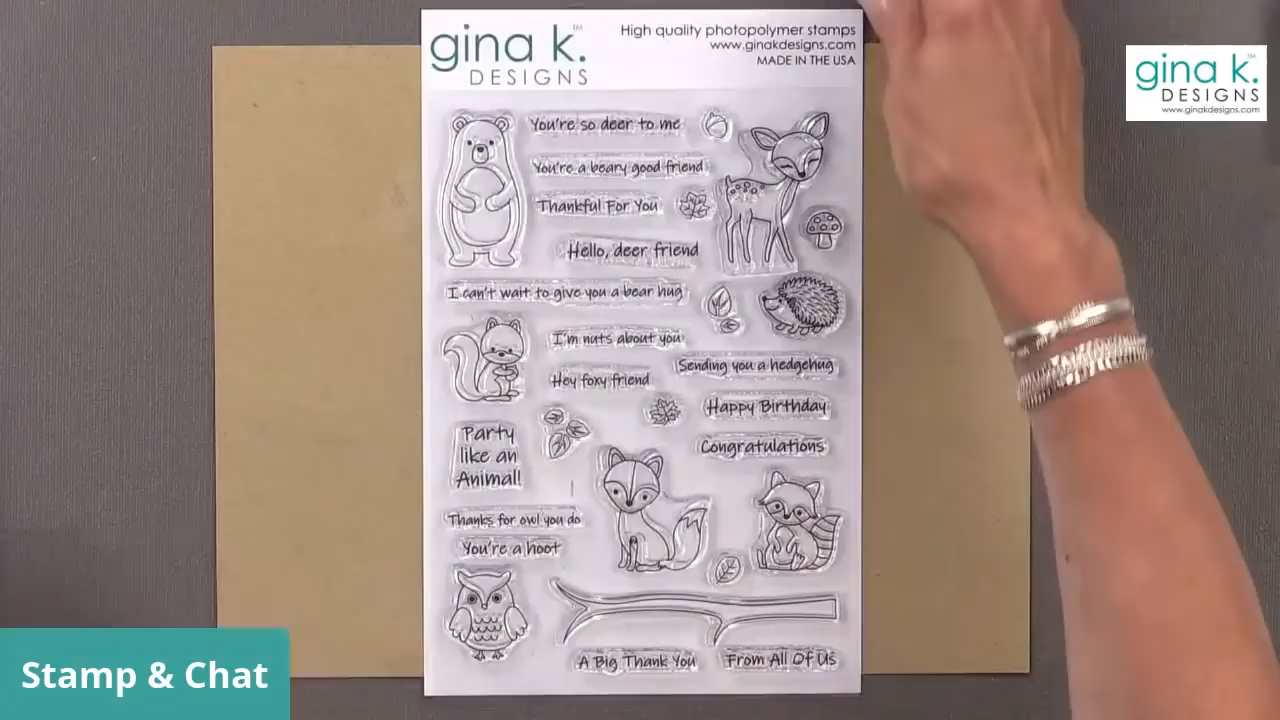 gina k.™
DESIGNS
High quality photopolymer stamps
www.ginakdesigns.com
MADE IN THE USA
You're so deer to me
You're a beary good friend
Thankful For You
Hello, deer friend
I can't wait to give you a bear hug
I'm nuts about you
Sending you a hedgehug
Hey foxy friend
Happy Birthday
Party
like an
Animal!
Congratulations
Thanks for owl you do
You're a hoot
A Big Thank You
From All Of Us
gina k.™
DESIGNS
www.ginakdesigns.com
Stamp & Chat